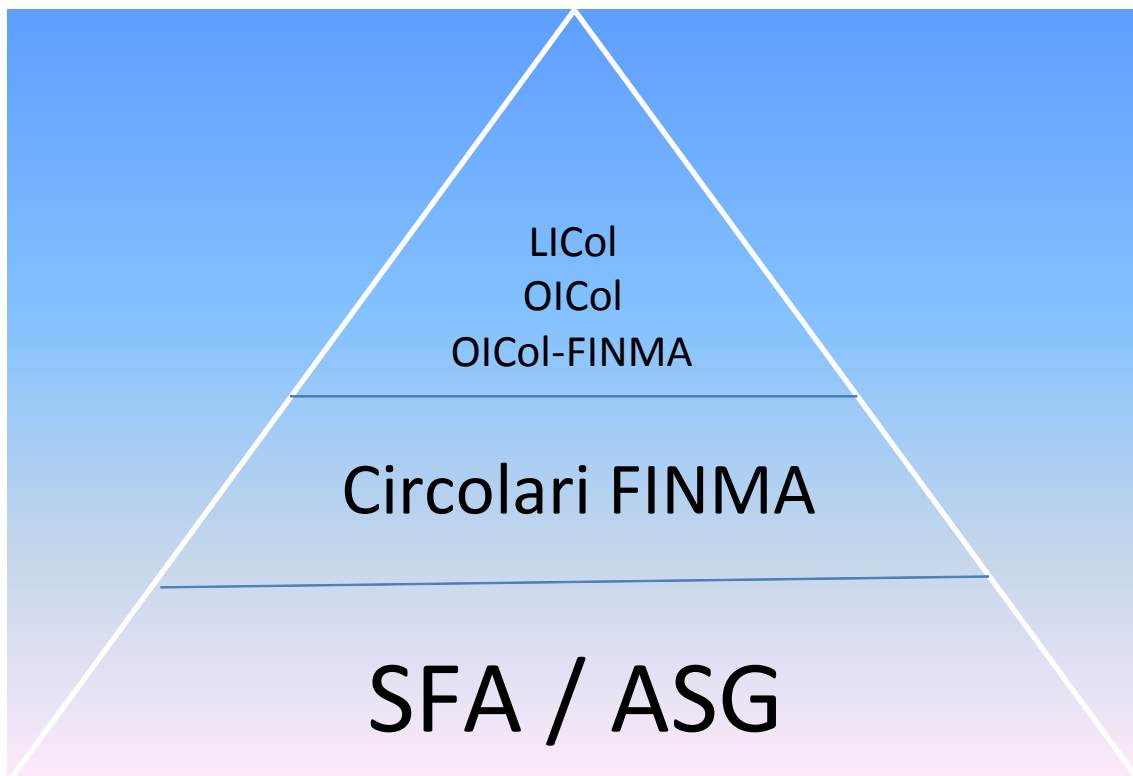 LICol
OICol
OICol-FINMA
Circolari FINMA
SFA / ASG